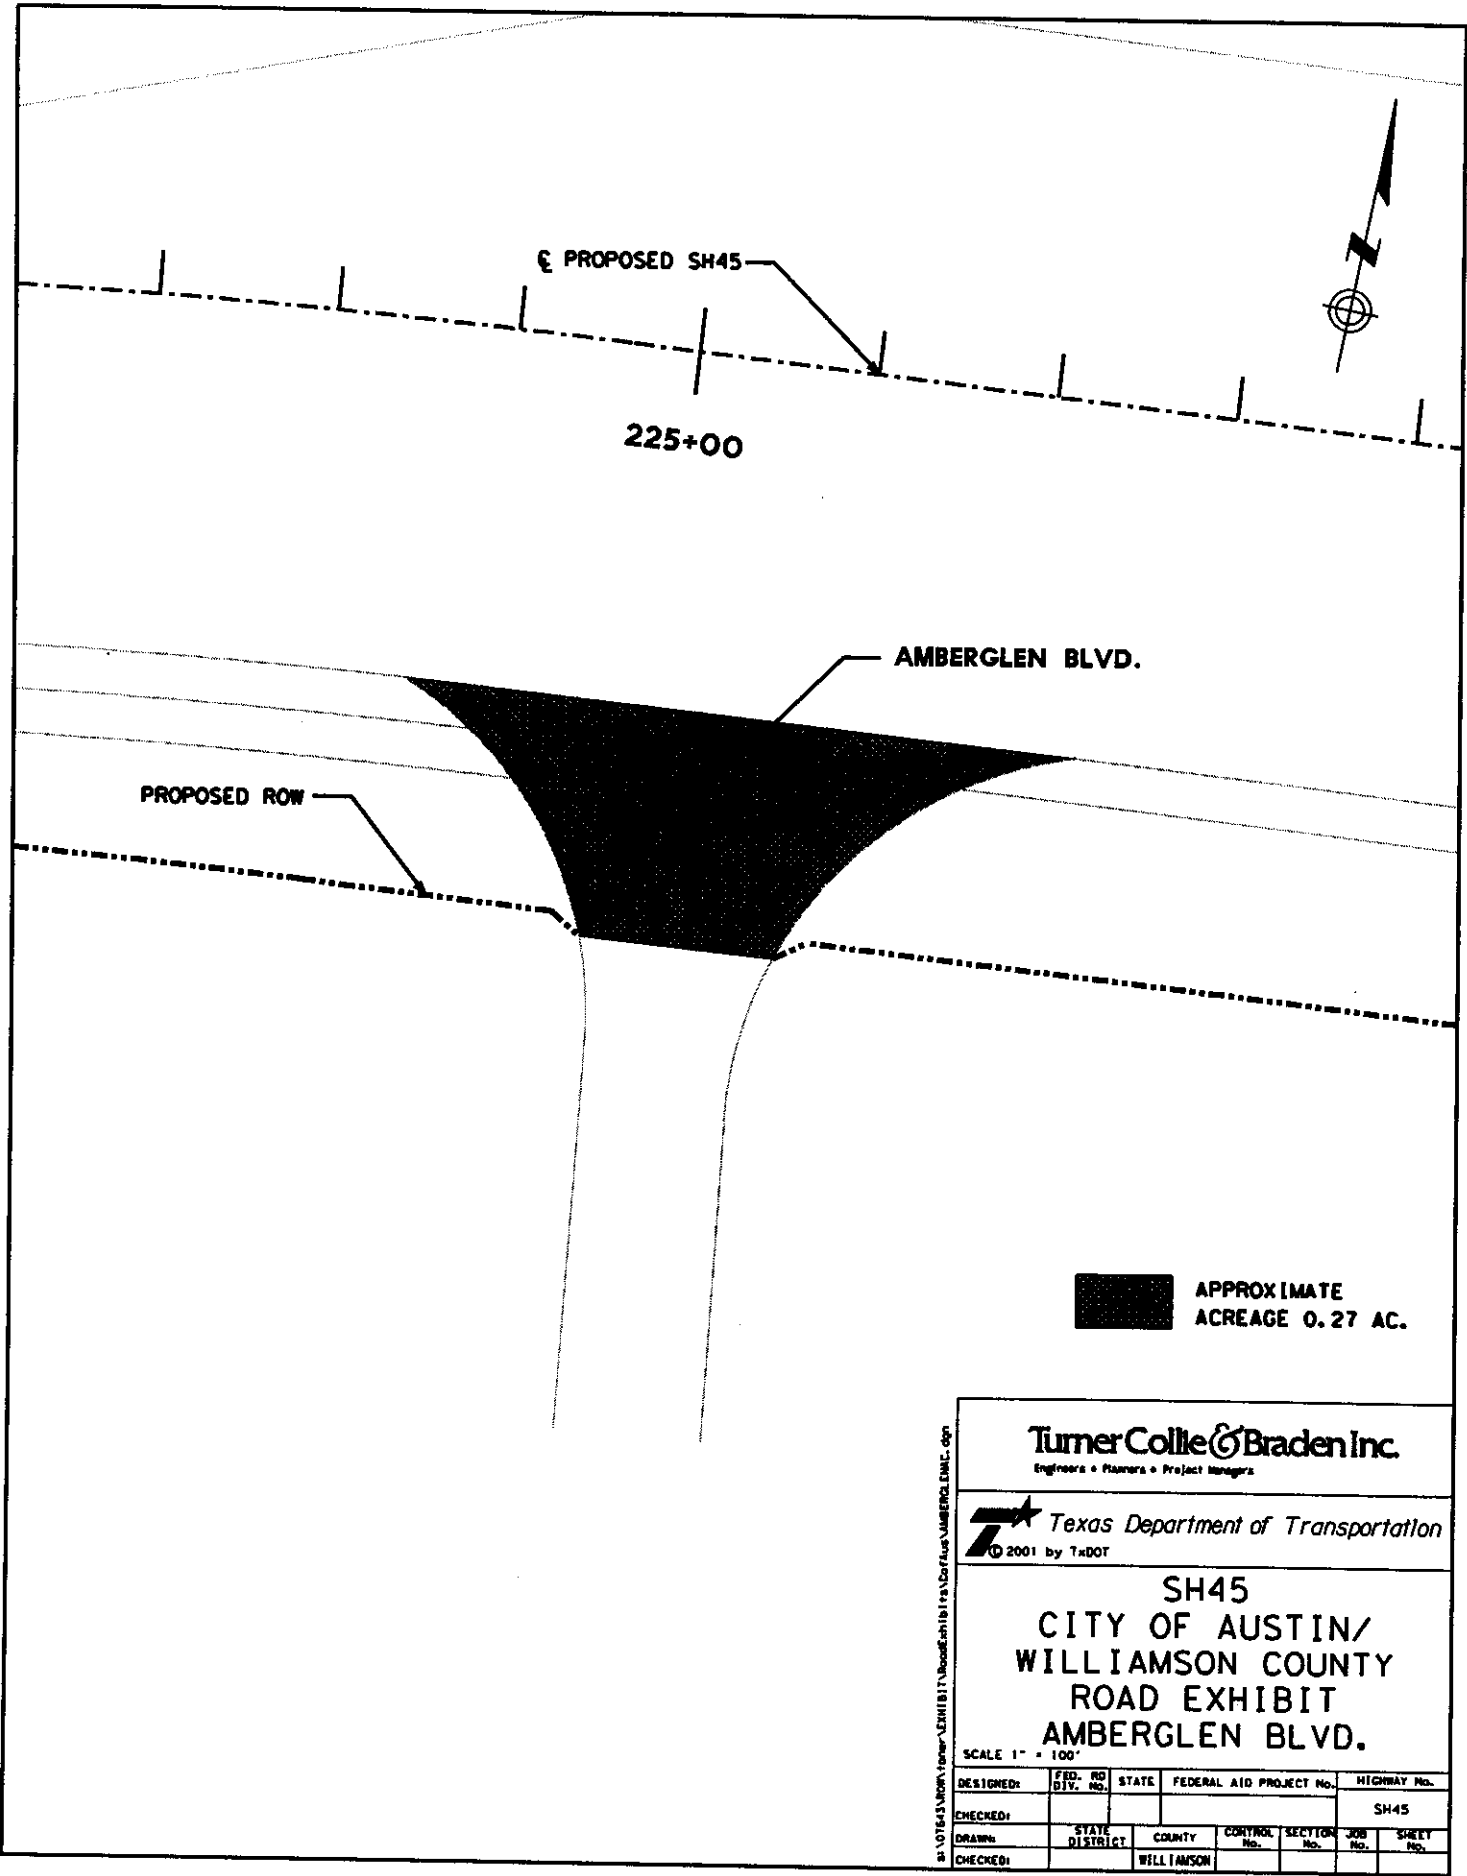 ℄ PROPOSED SH45
N
225+00
AMBERGLEN BLVD.
PROPOSED ROW
APPROXIMATE
ACREAGE 0.27 AC.
Turner Collie & Braden Inc.
Engineers • Planners • Project Managers
Texas Department of Transportation
© 2001 by TxDOT
SH45
CITY OF AUSTIN/
WILLIAMSON COUNTY
ROAD EXHIBIT
AMBERGLEN BLVD.
SCALE 1" = 100'
DESIGNED: FED. RD DIV. No. STATE FEDERAL AID PROJECT No. HIGHWAY No.
CHECKED: SH45
DRAWN: STATE DISTRICT COUNTY CONTROL No. SECTION No. JOB No. SHEET No.
CHECKED: WILLIAMSON